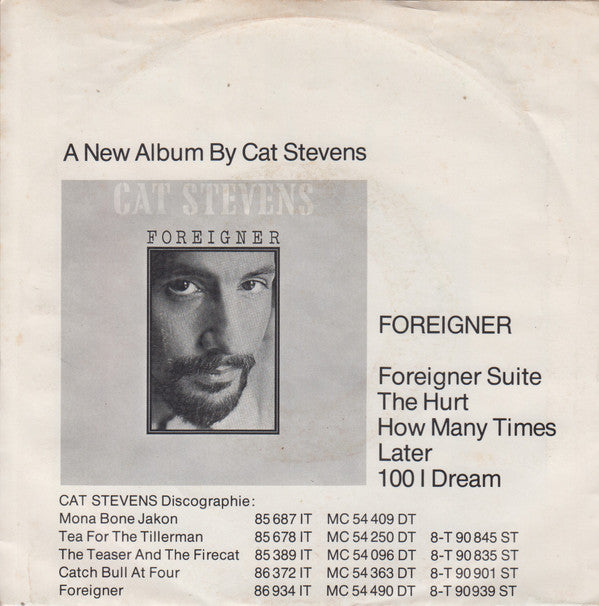 A New Album By Cat Stevens
CAT STEVENS
FOREIGNER
FOREIGNER
Foreigner Suite
The Hurt
How Many Times
Later
100 I Dream
CAT STEVENS Discographie:
Mona Bone Jakon 85 687 IT MC 54 409 DT
Tea For The Tillerman 85 678 IT MC 54 250 DT 8-T 90 845 ST
The Teaser And The Firecat 85 389 IT MC 54 096 DT 8-T 90 835 ST
Catch Bull At Four 86 372 IT MC 54 363 DT 8-T 90 901 ST
Foreigner 86 934 IT MC 54 490 DT 8-T 90 939 ST